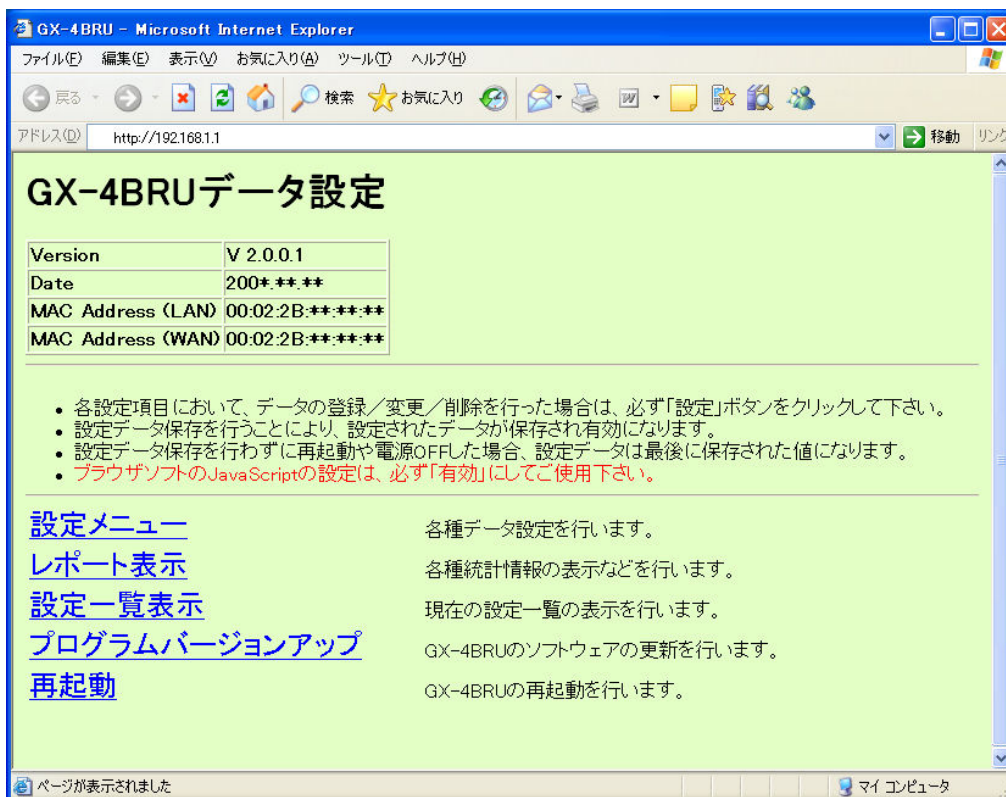 GX-4BRU - Microsoft Internet Explorer
ファイル(F) 編集(E) 表示(V) お気に入り(A) ツール(T) ヘルプ(H)
戻る 検索 お気に入り
アドレス(D) http://192.168.1.1 移動 リンク
GX-4BRUデータ設定
Version V 2.0.0.1
Date 200*.**.**
MAC Address (LAN) 00:02:2B:**:**:**
MAC Address (WAN) 00:02:2B:**:**:**
• 各設定項目において、データの登録／変更／削除を行った場合は、必ず「設定」ボタンをクリックして下さい。
• 設定データ保存を行うことにより、設定されたデータが保存され有効になります。
• 設定データ保存を行わずに再起動や電源OFFした場合、設定データは最後に保存された値になります。
• ブラウザソフトのJavaScriptの設定は、必ず「有効」にしてご使用下さい。
設定メニュー 各種データ設定を行います。
レポート表示 各種統計情報の表示などを行います。
設定一覧表示 現在の設定一覧の表示を行います。
プログラムバージョンアップ GX-4BRUのソフトウェアの更新を行います。
再起動 GX-4BRUの再起動を行います。
ページが表示されました マイ コンピュータ